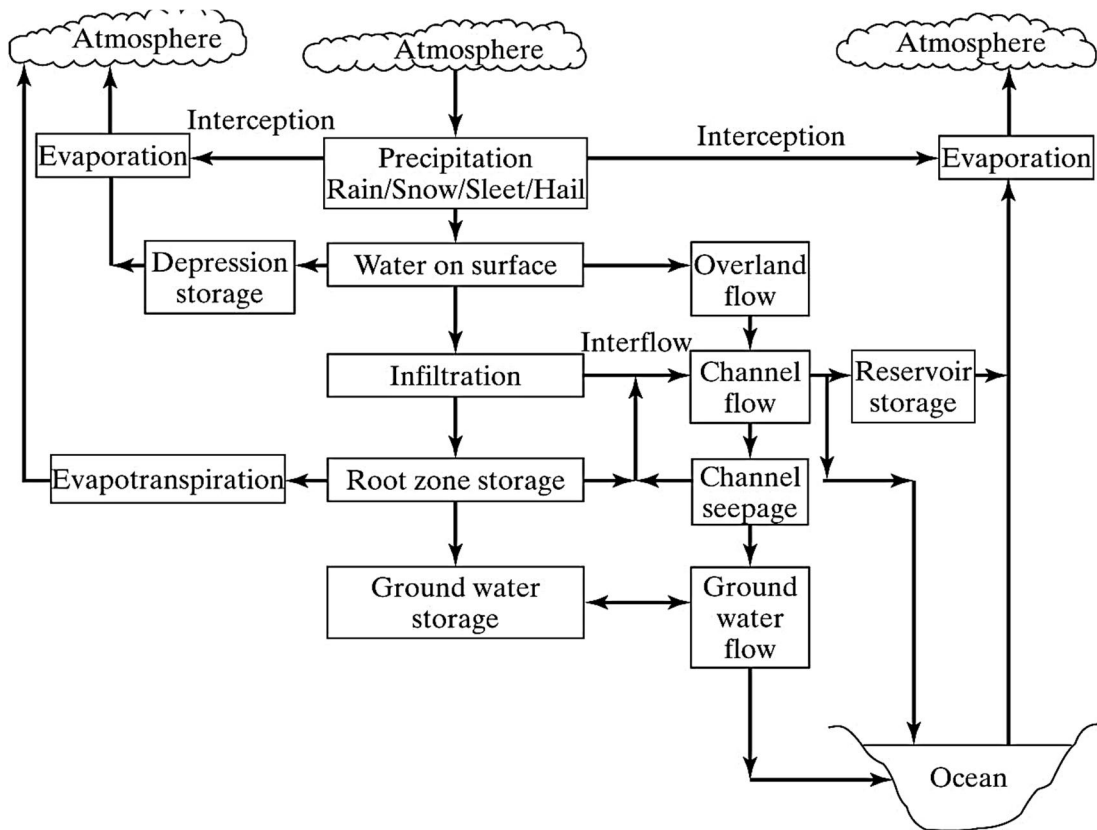 Atmosphere
Atmosphere
Atmosphere
Interception
Interception
Evaporation
Precipitation
Rain/Snow/Sleet/Hail
Evaporation
Depression
storage
Water on surface
Overland
flow
Interflow
Infiltration
Channel
flow
Reservoir
storage
Evapotranspiration
Root zone storage
Channel
seepage
Ground water
storage
Ground
water
flow
Ocean